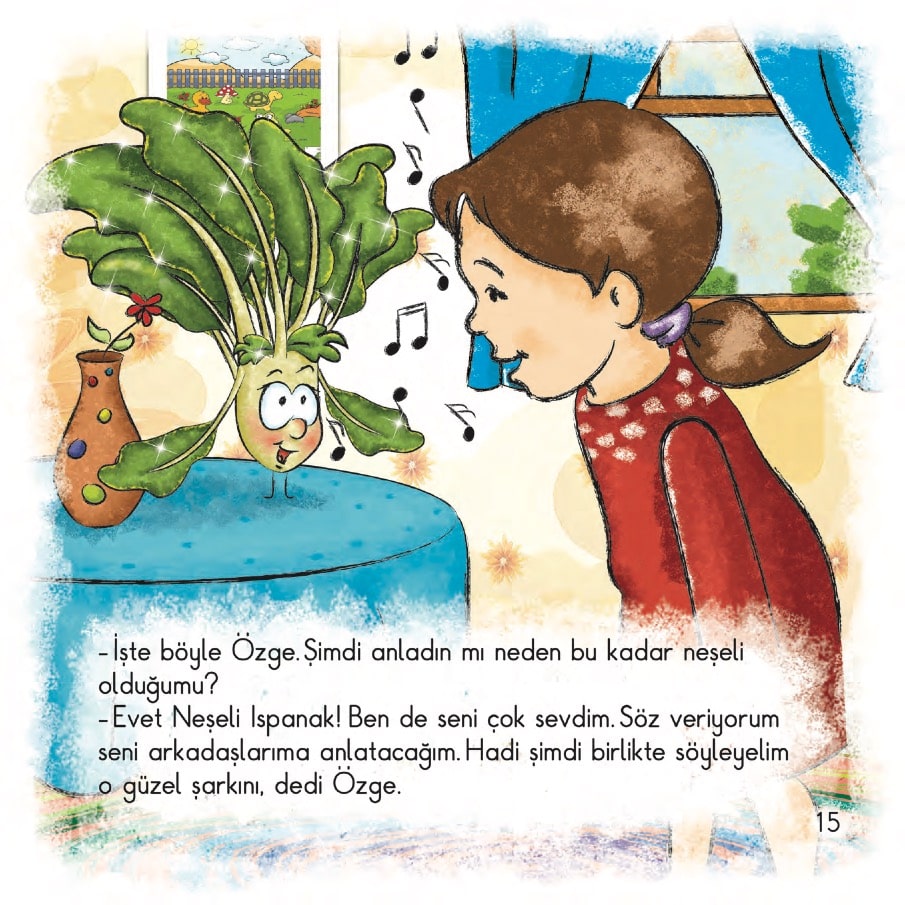 - İşte böyle Özge. Şimdi anladın mı neden bu kadar neşeli
olduğumu?
- Evet Neşeli Ispanak! Ben de seni çok sevdim. Söz veriyorum
seni arkadaşlarıma anlatacağım. Hadi şimdi birlikte söyleyelim
o güzel şarkını, dedi Özge.
15